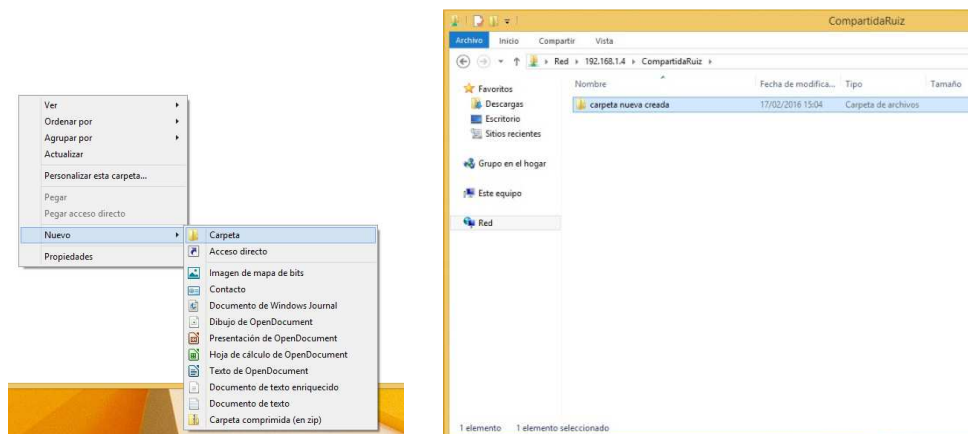 Ver
Ordenar por
Agrupar por
Actualizar
Personalizar esta carpeta...
Pegar
Pegar acceso directo
Nuevo
Propiedades
Carpeta
Acceso directo
Imagen de mapa de bits
Contacto
Documento de Windows Journal
Dibujo de OpenDocument
Presentación de OpenDocument
Hoja de cálculo de OpenDocument
Texto de OpenDocument
Documento de texto enriquecido
Documento de texto
Carpeta comprimida (en zip)
CompartidaRuiz
Archivo Inicio Compartir Vista
Red 192.168.1.4 CompartidaRuiz
Nombre Fecha de modifica... Tipo Tamaño
carpeta nueva creada 17/02/2016 15:04 Carpeta de archivos
Favoritos
Descargas
Escritorio
Sitios recientes
Grupo en el hogar
Este equipo
Red
1 elemento 1 elemento seleccionado